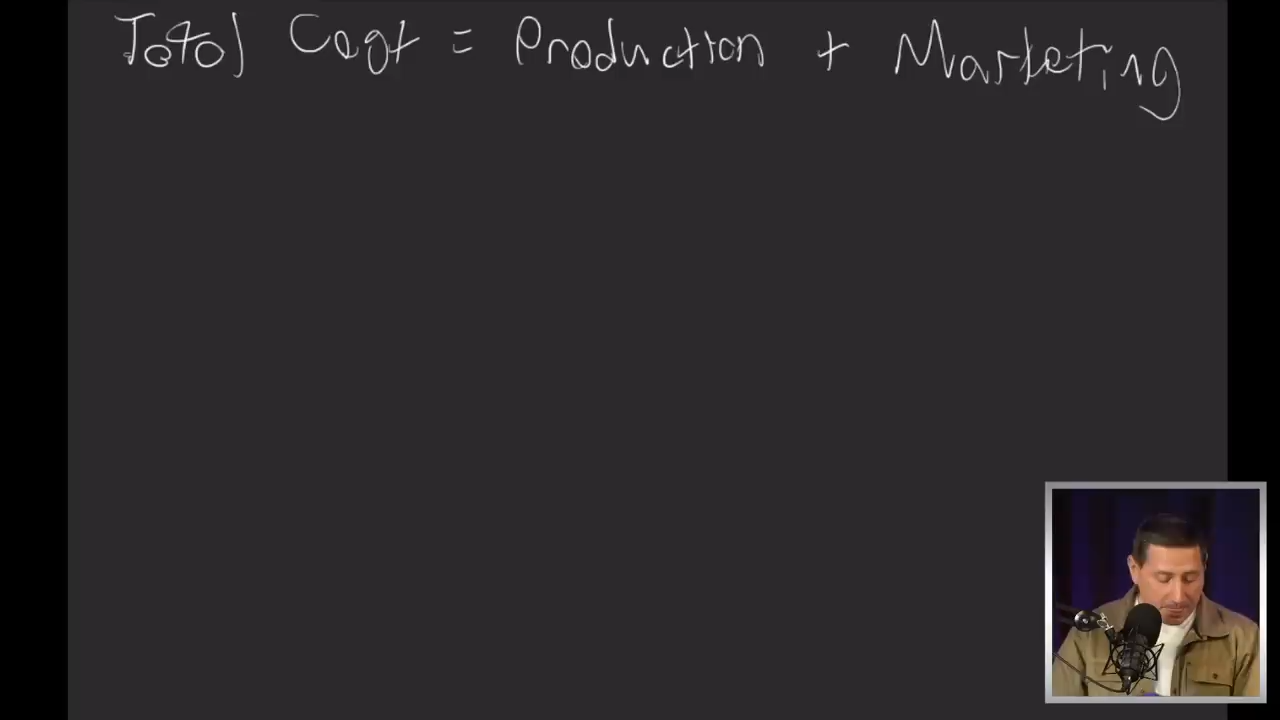 Total Cost = Production + Marketing